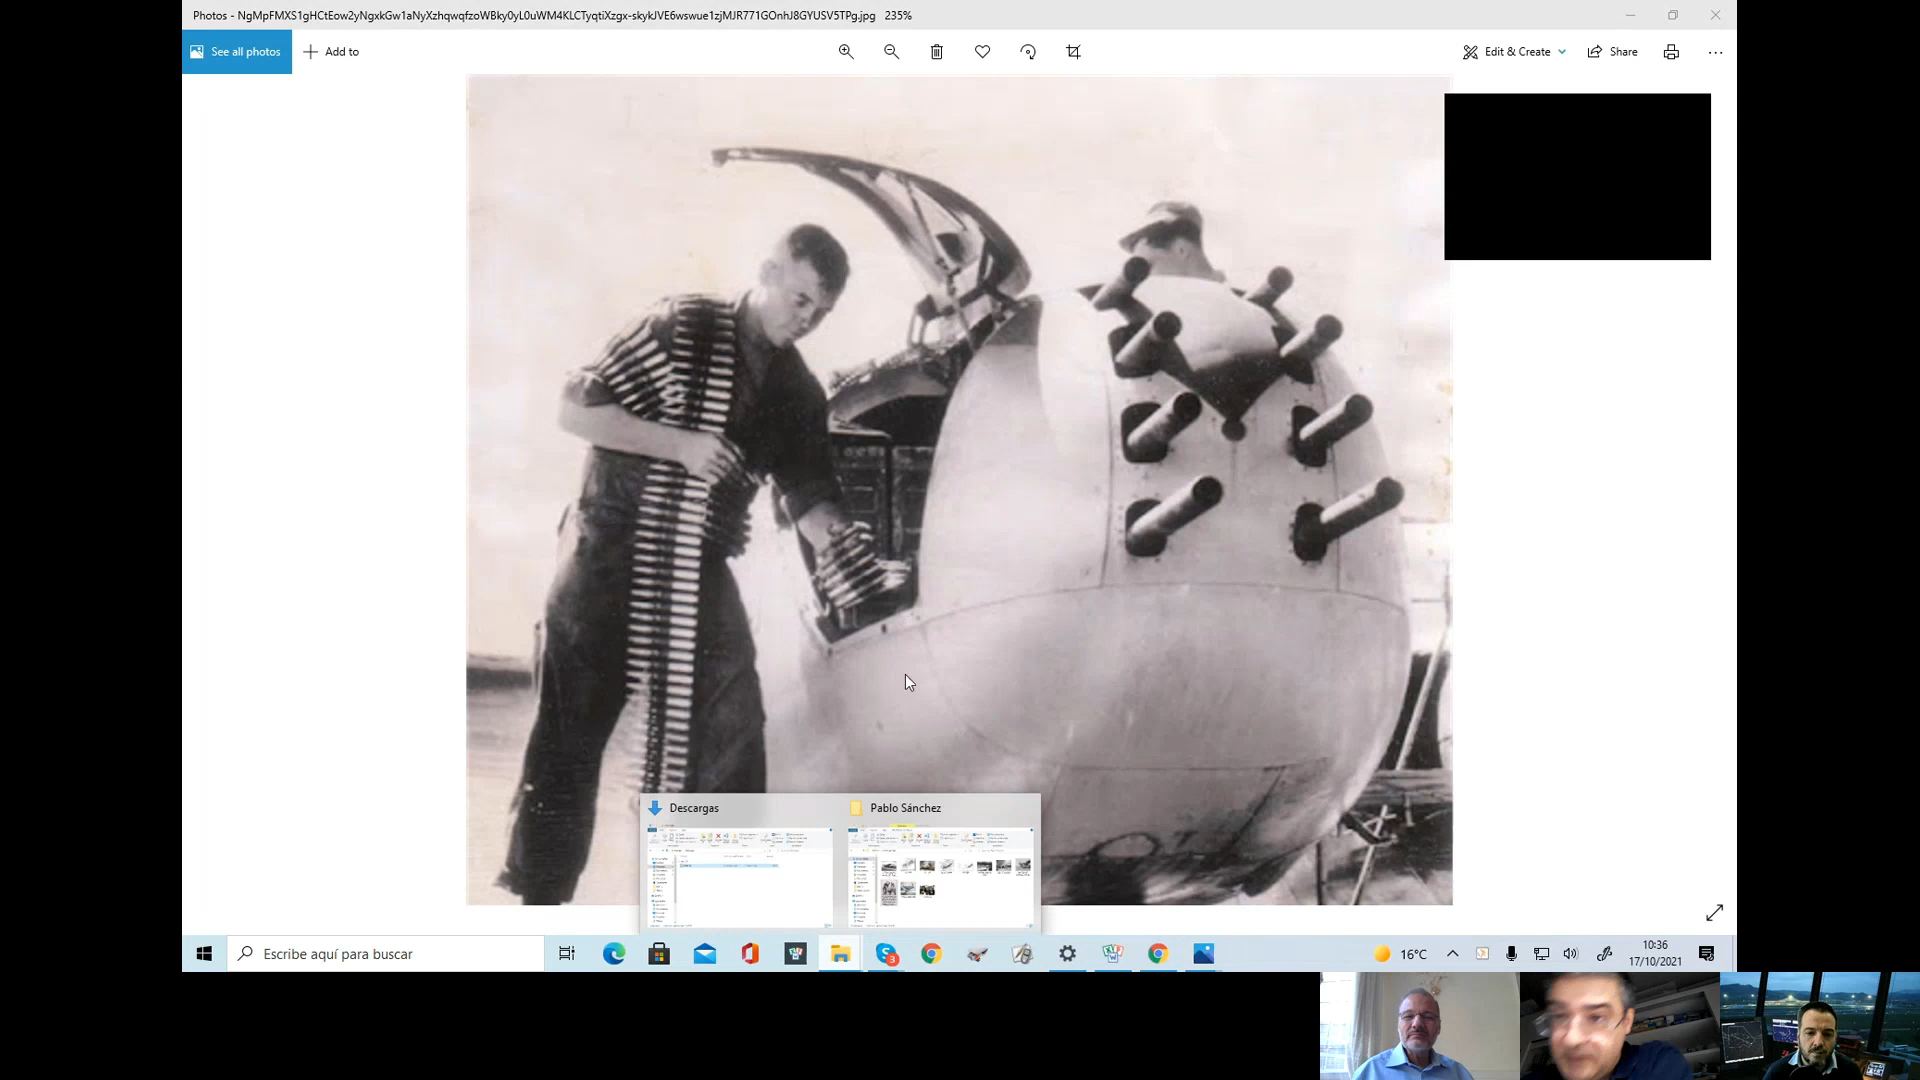 Photos - NgMpFMXS1gHCtEow2yNgxkGw1aNyXzhqwqfzoWBky0yL0uWM4KLCTyqtiXzgx-skykJVE6wswue1zjMJR771GOnhJ8GYUSV5TPg.jpg 235%
See all photos Add to Edit & Create Share
Descargas Pablo Sánchez
Escribe aquí para buscar 3 16°C 10:36
17/10/2021